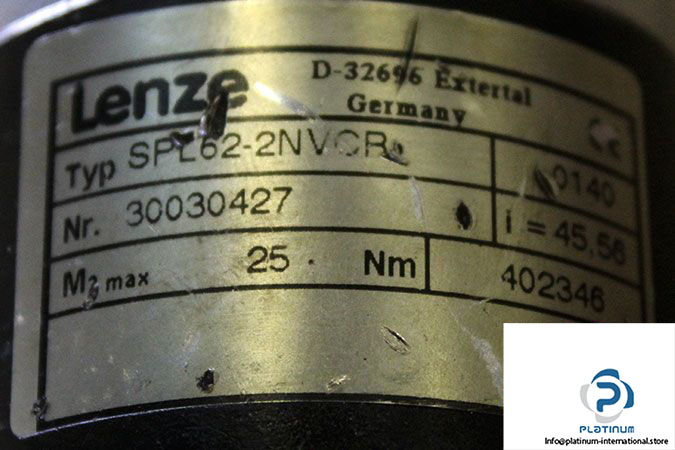 Lenze D-32696 Extertal
Germany
CE
Typ SPL62-2NVCR 0140
Nr. 30030427 i = 45,56
M2 max 25 Nm 402346
P
PLATINUM
Info@platinum-international.store